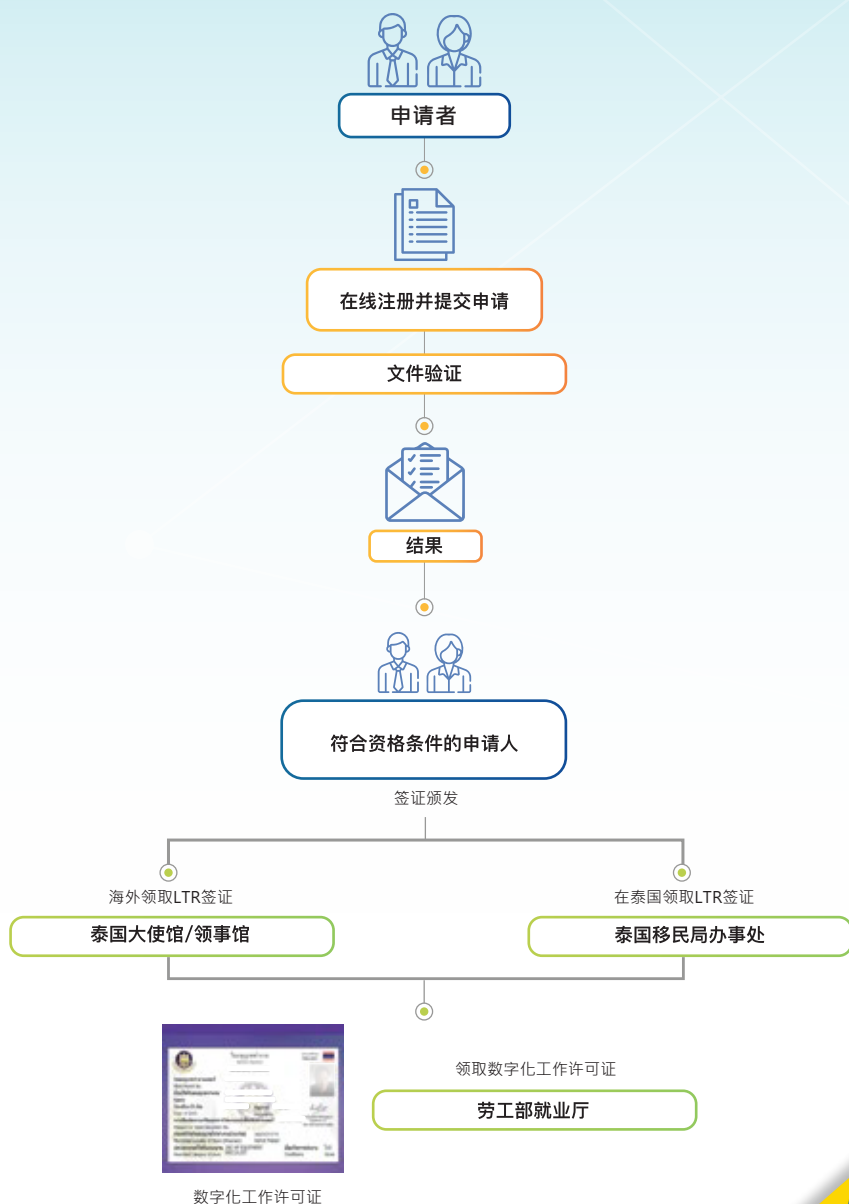 申请者
在线注册并提交申请
文件验证
结果
符合资格条件的申请人
签证颁发
海外领取LTR签证
在泰国领取LTR签证
泰国大使馆/领事馆
泰国移民局办事处
领取数字化工作许可证
劳工部就业厅
数字化工作许可证